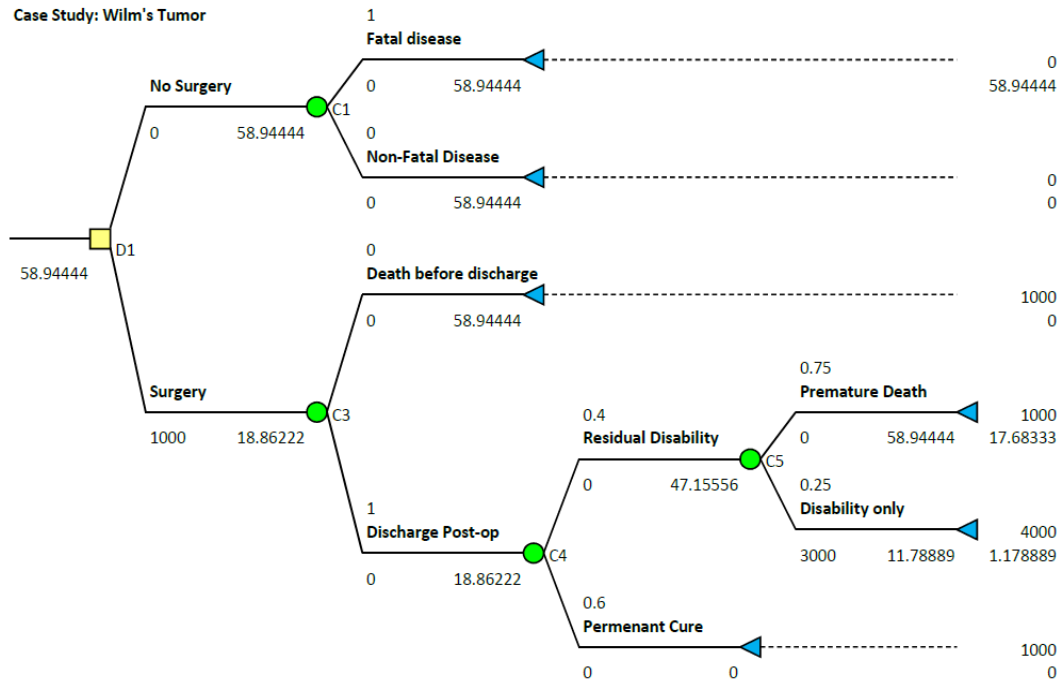 Case Study: Wilm's Tumor
1
Fatal disease
0 58.94444
0
58.94444
No Surgery
0 58.94444
C1
0
Non-Fatal Disease
0 58.94444
0
0
D1
58.94444
0
Death before discharge
0 58.94444
1000
0
Surgery
1000 18.86222
C3
0.75
Premature Death
0 58.94444
1000
17.68333
0.4
Residual Disability
0 47.15556
C5
0.25
Disability only
3000 11.78889
4000
1.178889
1
Discharge Post-op
0 18.86222
C4
0.6
Permenant Cure
0 0
1000
0